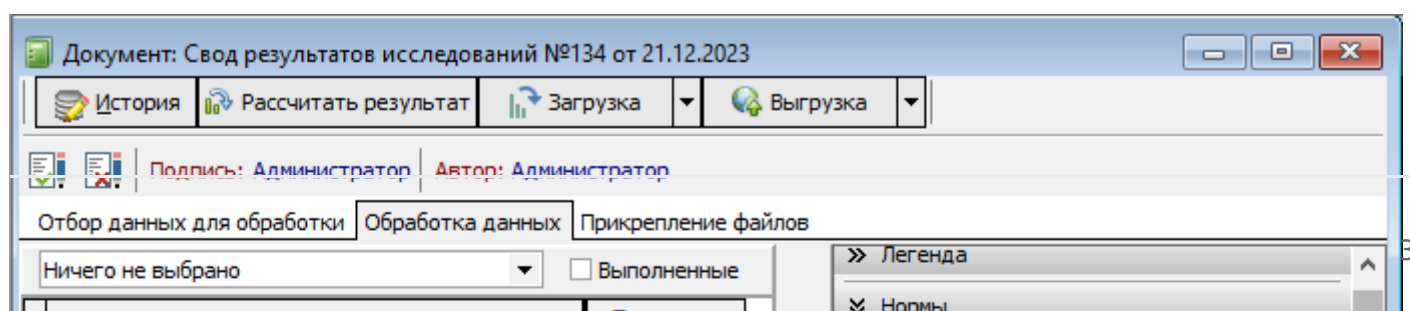 Документ: Свод результатов исследований №134 от 21.12.2023
История Рассчитать результат Загрузка Выгрузка
Подпись: Администратор Автор: Администратор
Отбор данных для обработки Обработка данных Прикрепление файлов
Ничего не выбрано Выполненные Легенда
Нормы